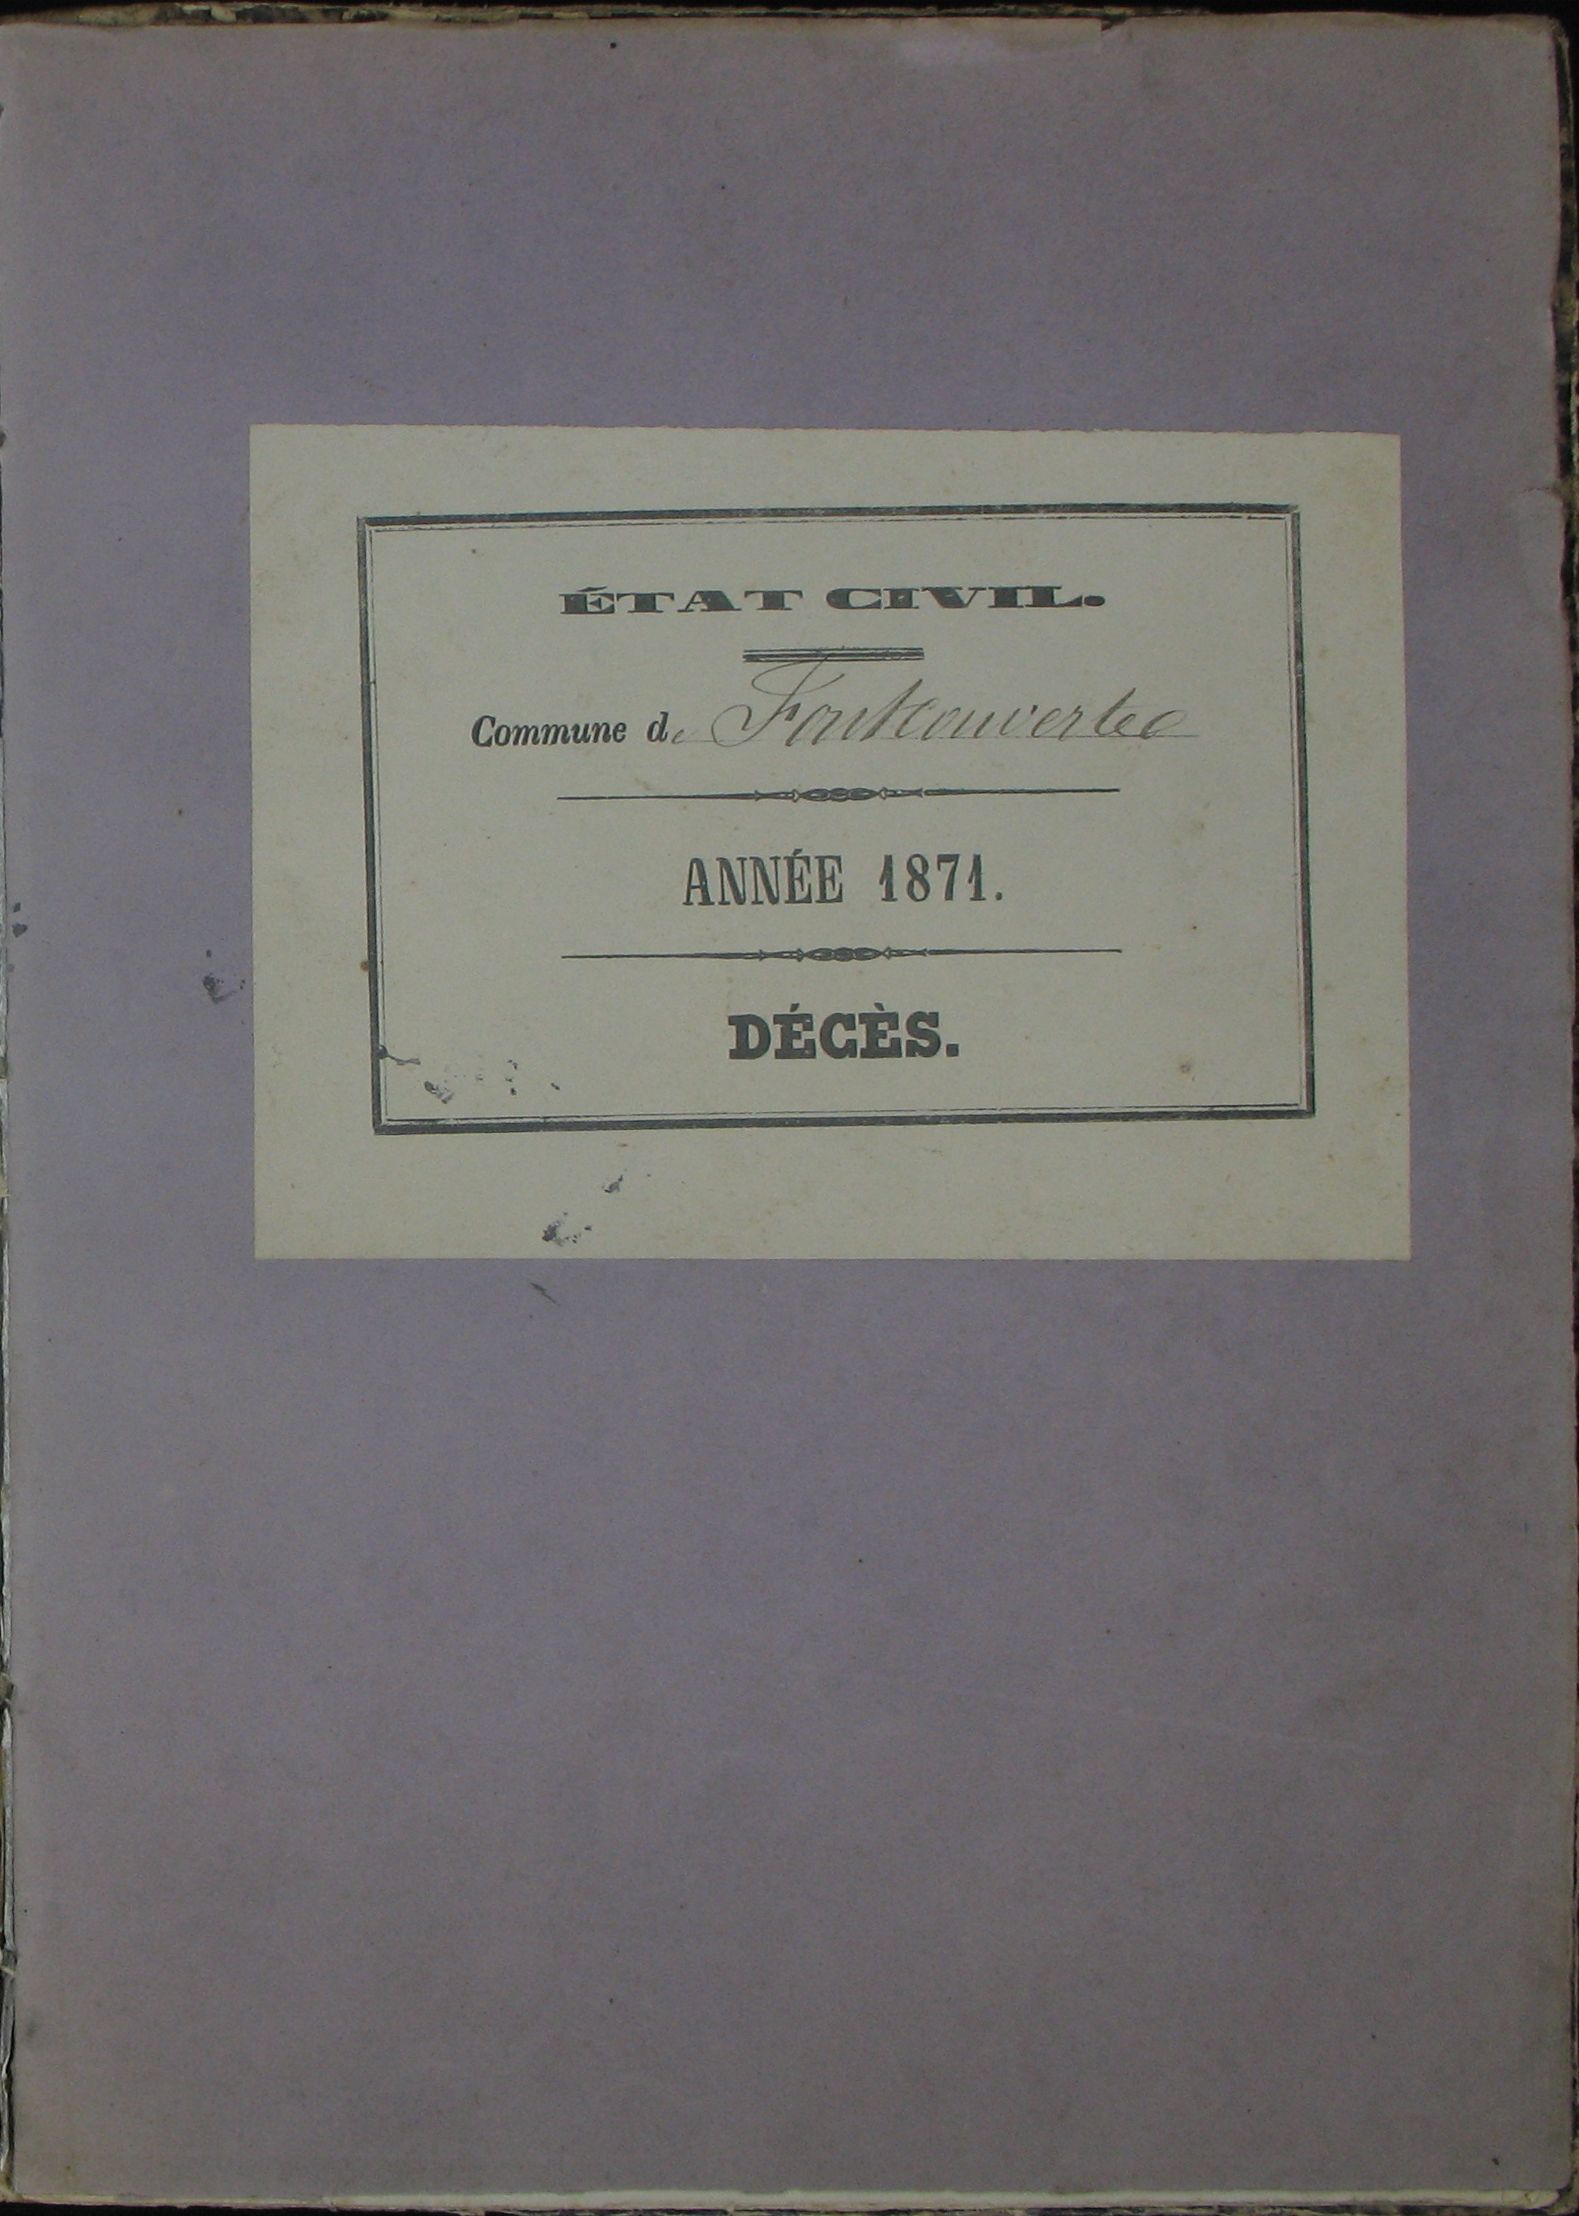 ÉTAT CIVIL.
Commune de Fontcouverte
ANNÉE 1871.
DÉCÈS.